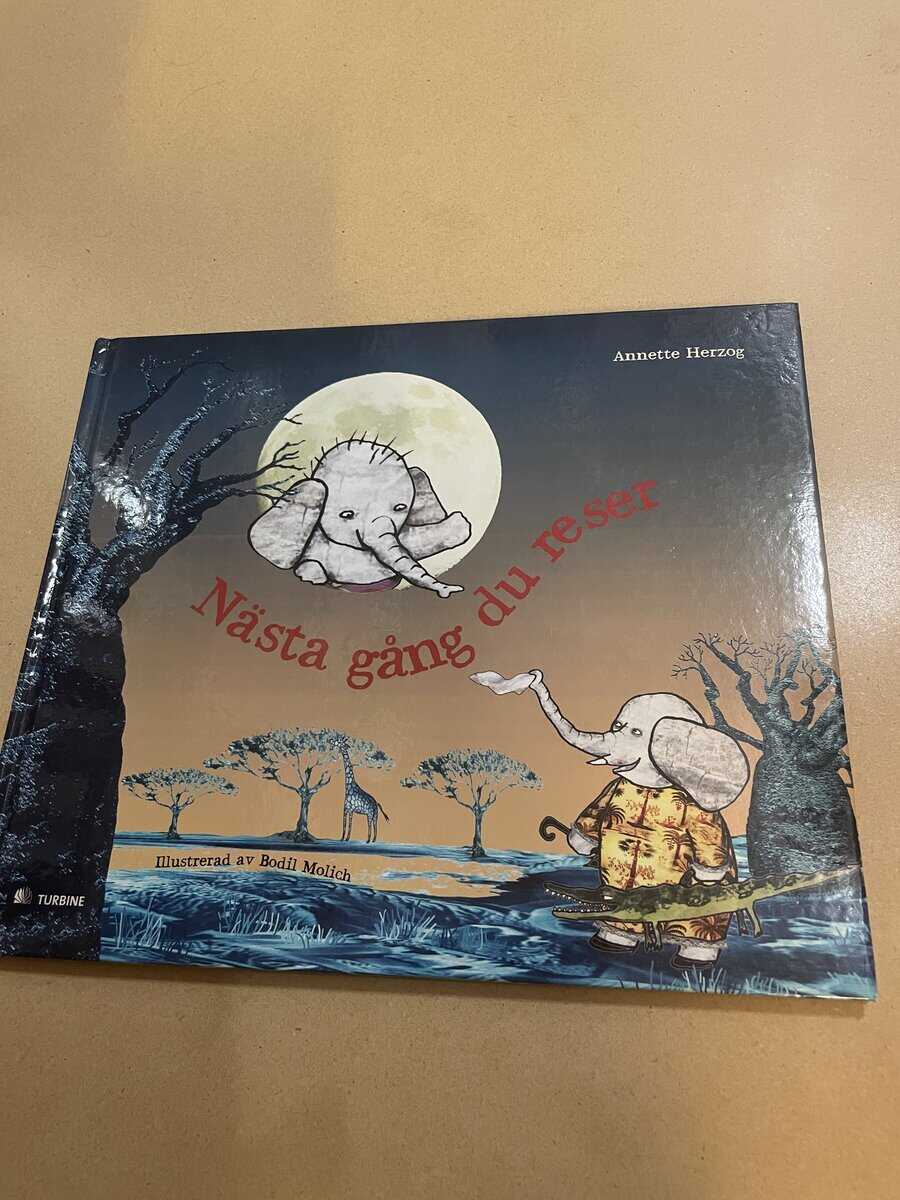 Annette Herzog
Nästa gång du reser
Illustrerad av Bodil Molich
TURBINE